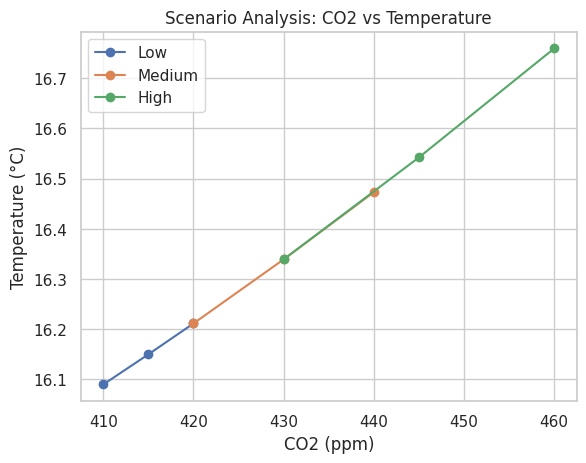 Scenario Analysis: CO2 vs Temperature
Low
Medium
High
Temperature (°C)
16.7
16.6
16.5
16.4
16.3
16.2
16.1
410 420 430 440 450 460
CO2 (ppm)